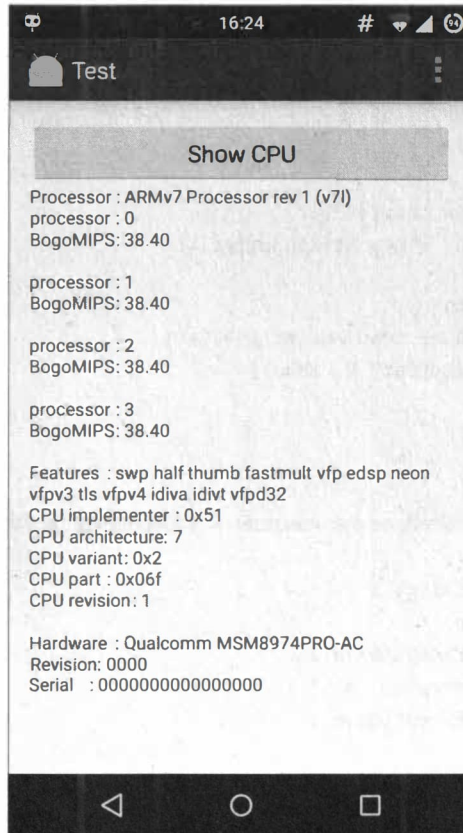 16:24 # 94
Test
Show CPU
Processor : ARMv7 Processor rev 1 (v7l)
processor : 0
BogoMIPS: 38.40
processor : 1
BogoMIPS: 38.40
processor : 2
BogoMIPS: 38.40
processor : 3
BogoMIPS: 38.40
Features : swp half thumb fastmult vfp edsp neon
vfpv3 tls vfpv4 idiva idivt vfpd32
CPU implementer : 0x51
CPU architecture: 7
CPU variant: 0x2
CPU part : 0x06f
CPU revision : 1
Hardware : Qualcomm MSM8974PRO-AC
Revision: 0000
Serial : 0000000000000000